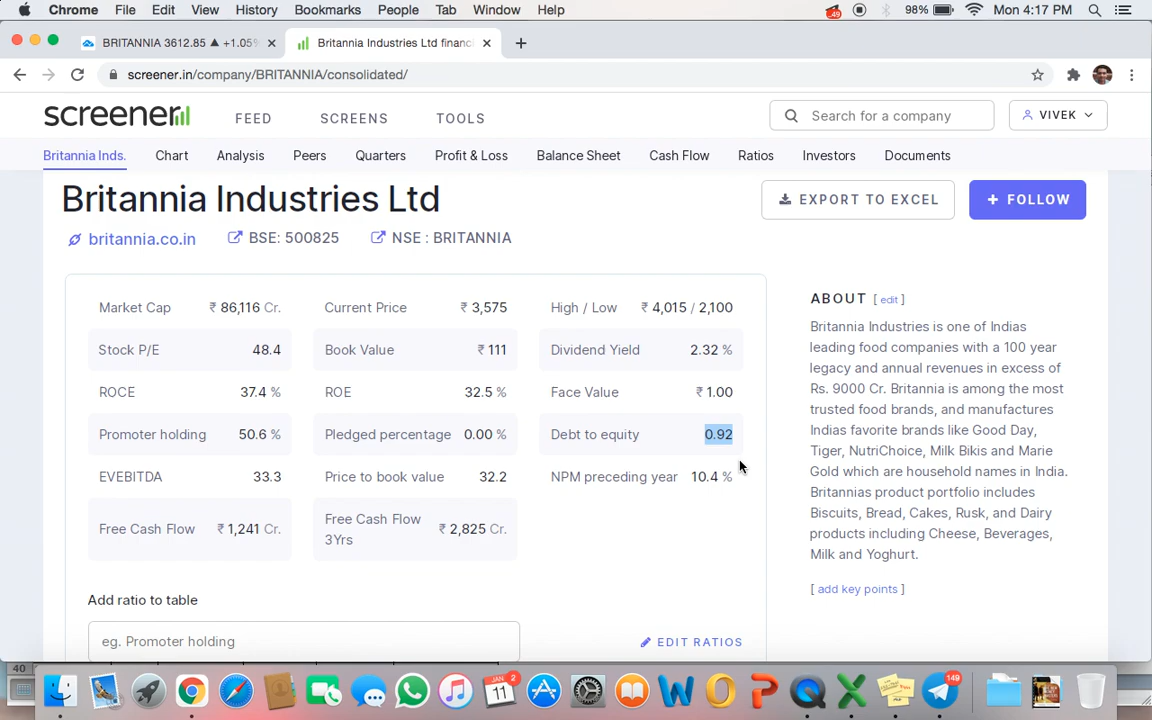 Chrome File Edit View History Bookmarks People Tab Window Help 49 98% Mon 4:17 PM
BRITANNIA 3612.85 ▲ +1.05% × Britannia Industries Ltd financ × +
screener.in/company/BRITANNIA/consolidated/
screener FEED SCREENS TOOLS Search for a company VIVEK
Britannia Inds. Chart Analysis Peers Quarters Profit & Loss Balance Sheet Cash Flow Ratios Investors Documents
Britannia Industries Ltd EXPORT TO EXCEL + FOLLOW
britannia.co.in BSE: 500825 NSE : BRITANNIA
Market Cap ₹ 86,116 Cr. Current Price ₹ 3,575 High / Low ₹ 4,015 / 2,100
Stock P/E 48.4 Book Value ₹ 111 Dividend Yield 2.32 %
ROCE 37.4 % ROE 32.5 % Face Value ₹ 1.00
Promoter holding 50.6 % Pledged percentage 0.00 % Debt to equity 0.92
EVEBITDA 33.3 Price to book value 32.2 NPM preceding year 10.4 %
Free Cash Flow ₹ 1,241 Cr. Free Cash Flow 3Yrs ₹ 2,825 Cr.
Add ratio to table
eg. Promoter holding EDIT RATIOS
ABOUT [ edit ]
Britannia Industries is one of Indias
leading food companies with a 100 year
legacy and annual revenues in excess of
Rs. 9000 Cr. Britannia is among the most
trusted food brands, and manufactures
Indias favorite brands like Good Day,
Tiger, NutriChoice, Milk Bikis and Marie
Gold which are household names in India.
Britannias product portfolio includes
Biscuits, Bread, Cakes, Rusk, and Dairy
products including Cheese, Beverages,
Milk and Yoghurt.
[ add key points ]
40
JAN 11 2 149